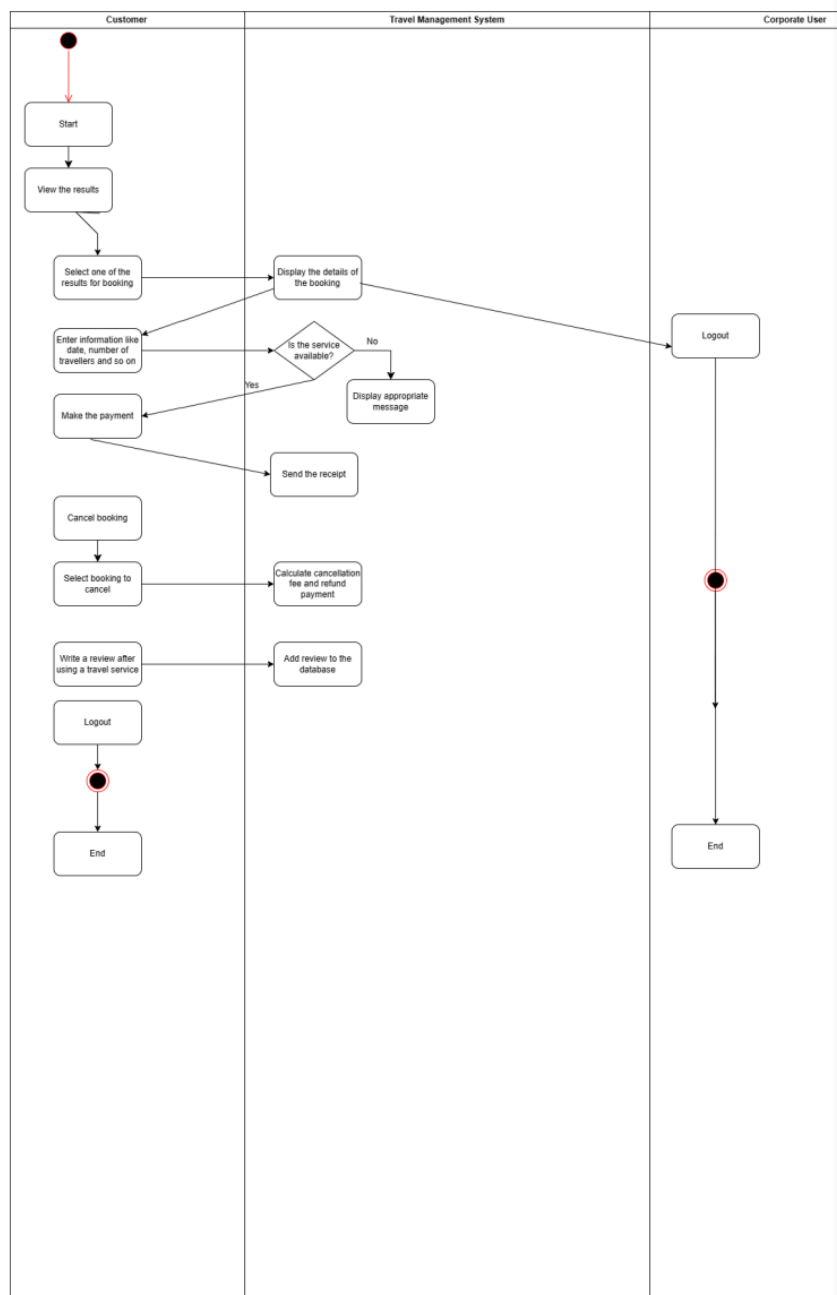 Customer
Travel Management System
Corporate User
Start
View the results
Select one of the
results for booking
Display the details of
the booking
Logout
Enter information like
date, number of
travellers and so on
Is the service
available?
No
Yes
Display appropriate
message
Make the payment
Send the receipt
Cancel booking
Select booking to
cancel
Calculate cancellation
fee and refund
payment
Write a review after
using a travel service
Add review to the
database
Logout
End
End